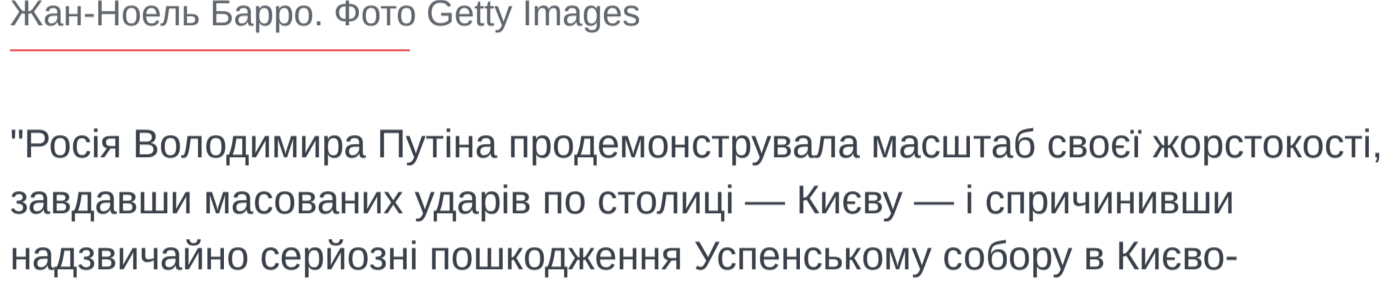 Жан-Ноель Барро. Фото Getty Images
"Росія Володимира Путіна продемонструвала масштаб своєї жорстокості,
завдавши масованих ударів по столиці — Києву — і спричинивши
надзвичайно серйозні пошкодження Успенському собору в Києво-